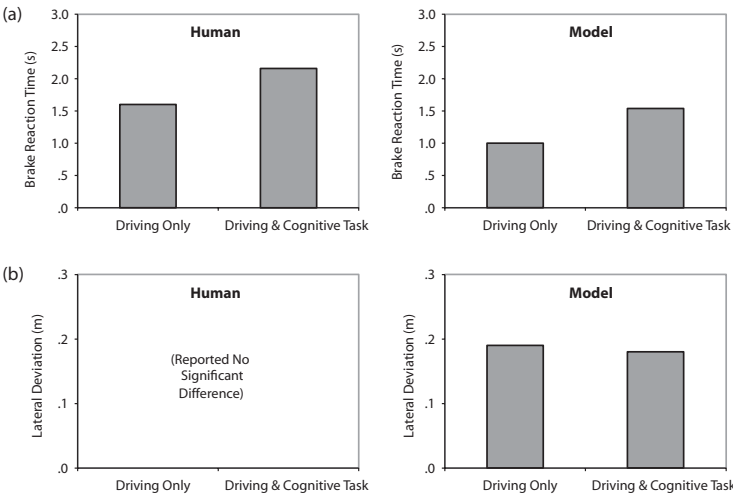 (a)
Human
Brake Reaction Time (s)
3.0
2.5
2.0
1.5
1.0
.5
.0
Driving Only
Driving & Cognitive Task
Model
Brake Reaction Time (s)
3.0
2.5
2.0
1.5
1.0
.5
.0
Driving Only
Driving & Cognitive Task
(b)
Human
Lateral Deviation (m)
.3
.2
.1
.0
(Reported No
Significant
Difference)
Driving Only
Driving & Cognitive Task
Model
Lateral Deviation (m)
.3
.2
.1
.0
Driving Only
Driving & Cognitive Task